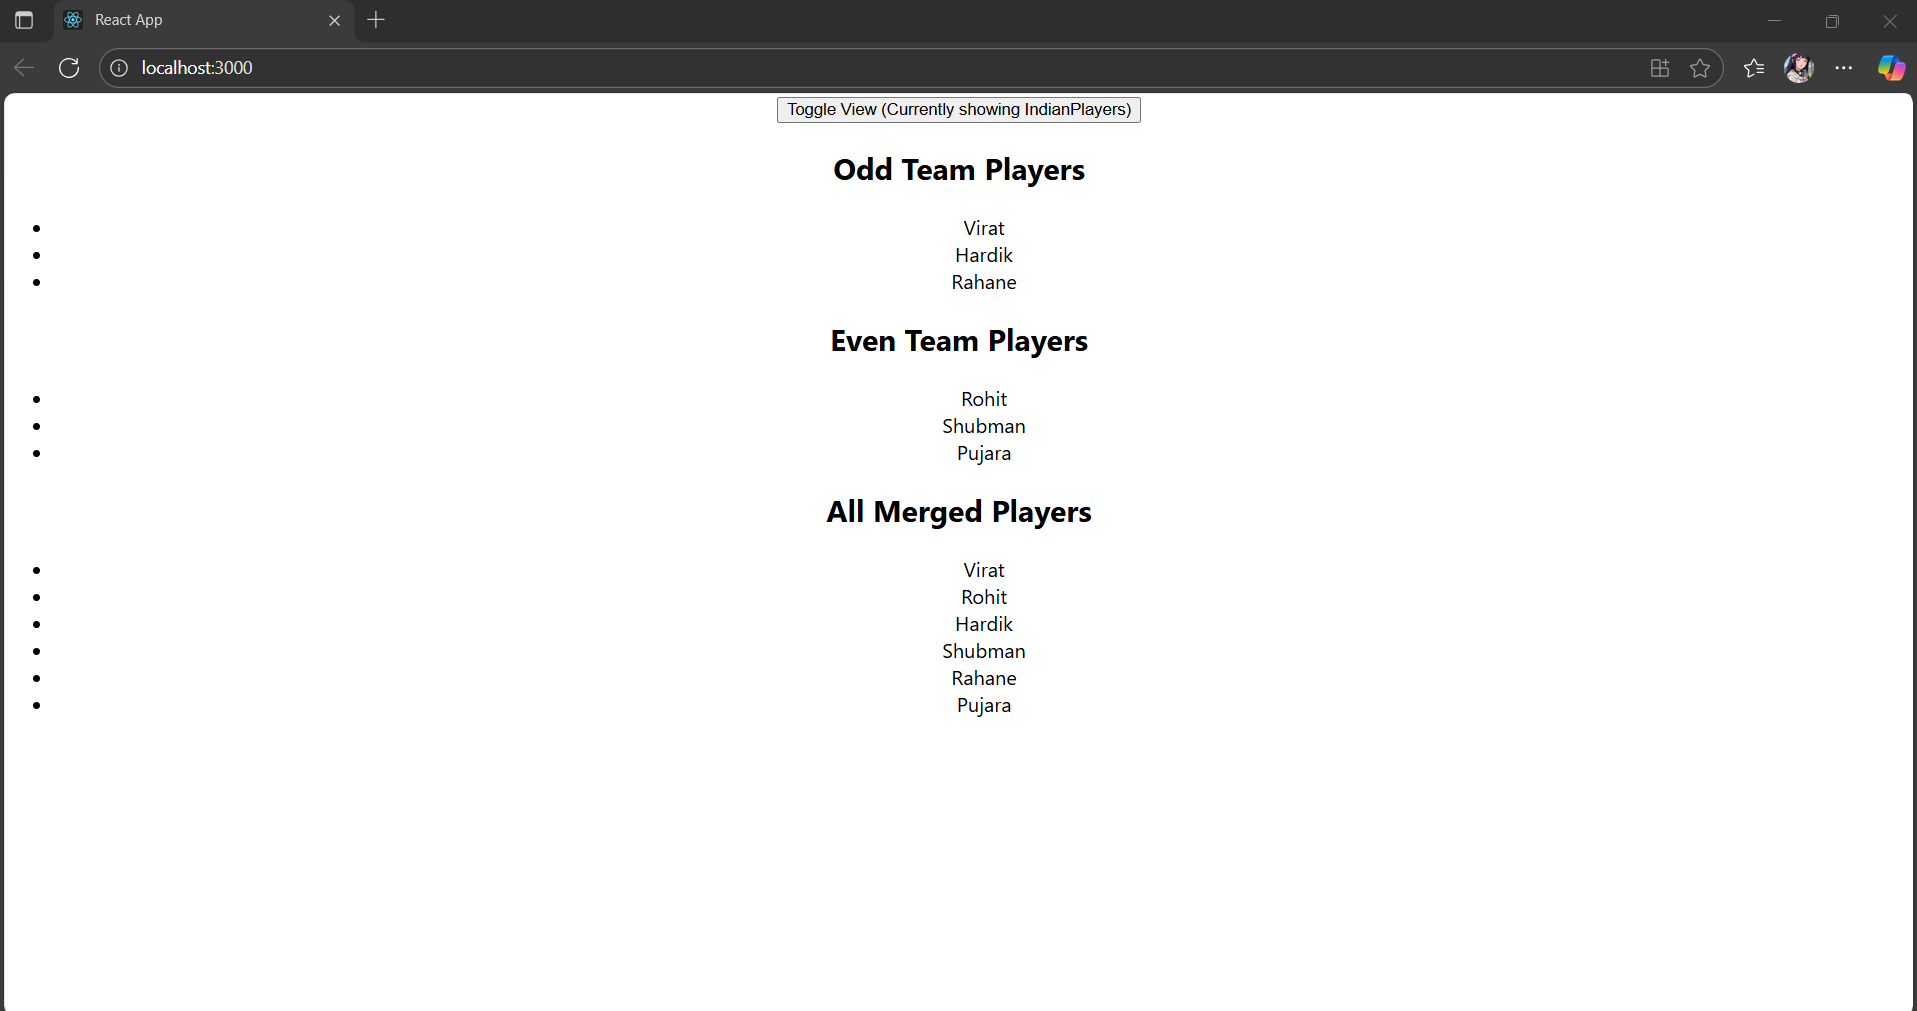 React App
localhost:3000
Toggle View (Currently showing IndianPlayers)
Odd Team Players
Virat
Hardik
Rahane
Even Team Players
Rohit
Shubman
Pujara
All Merged Players
Virat
Rohit
Hardik
Shubman
Rahane
Pujara